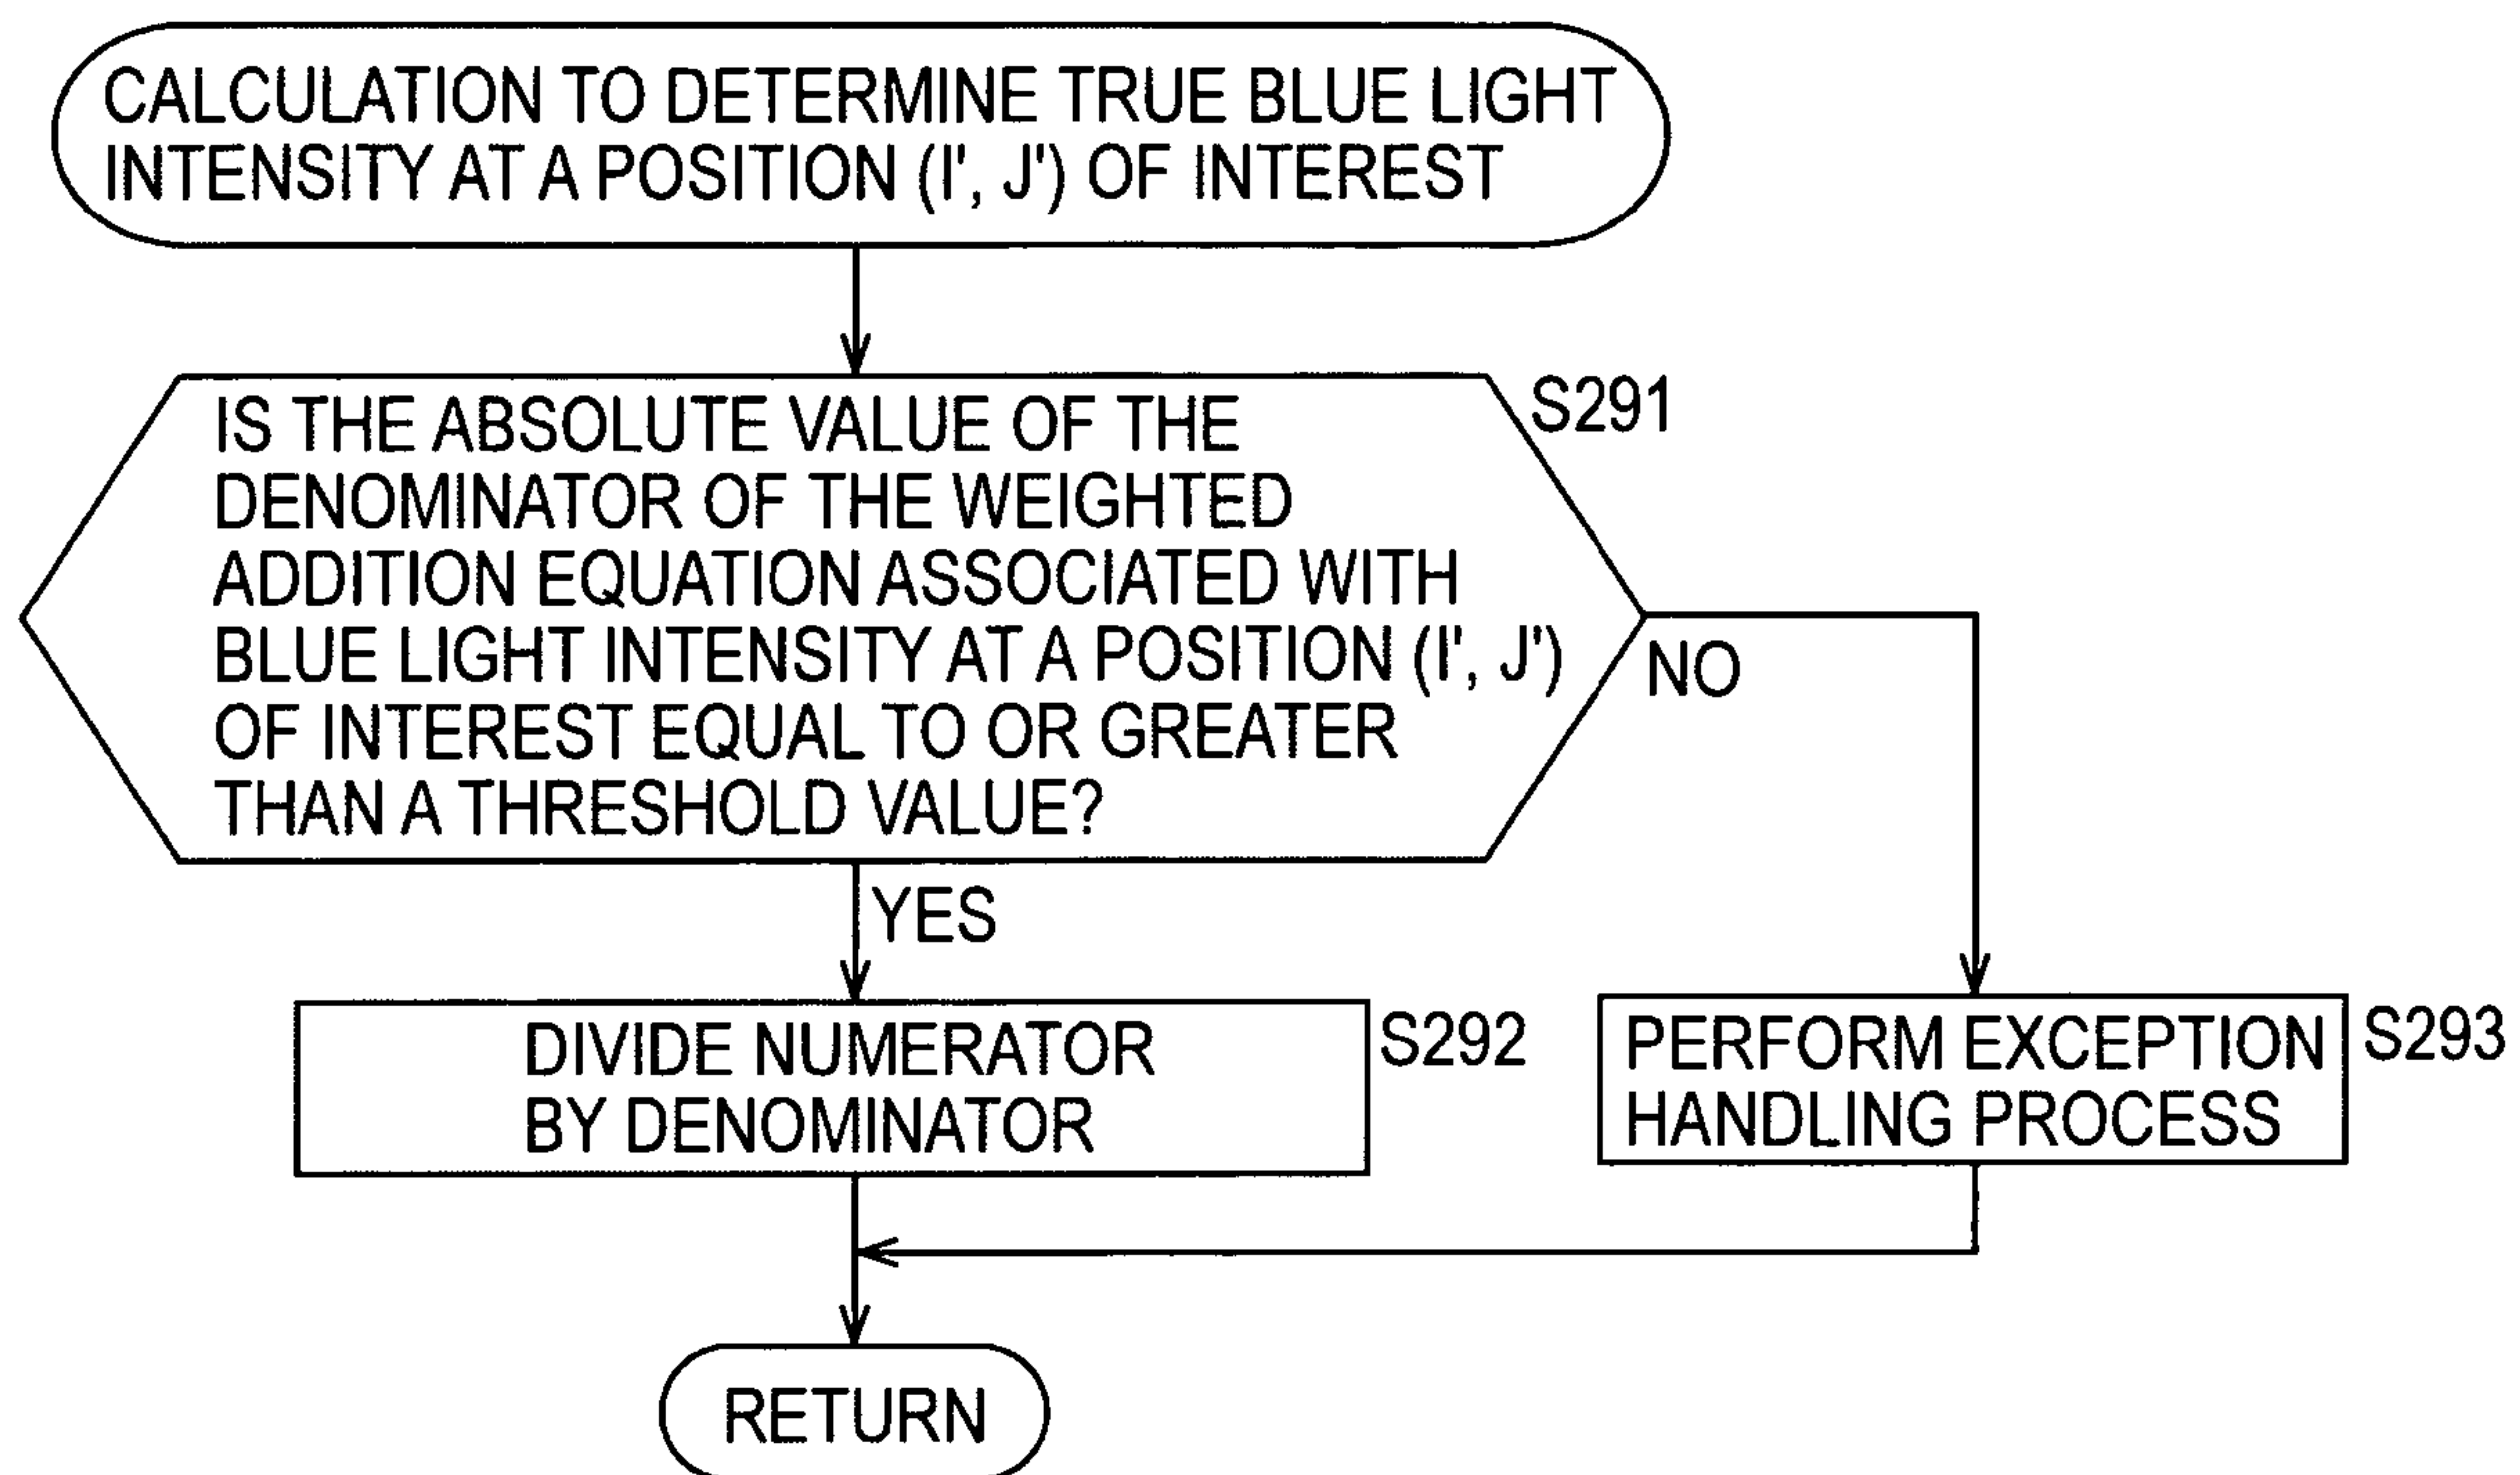 CALCULATION TO DETERMINE TRUE BLUE LIGHT
INTENSITY AT A POSITION (I', J') OF INTEREST
IS THE ABSOLUTE VALUE OF THE
DENOMINATOR OF THE WEIGHTED
ADDITION EQUATION ASSOCIATED WITH
BLUE LIGHT INTENSITY AT A POSITION (I', J')
OF INTEREST EQUAL TO OR GREATER
THAN A THRESHOLD VALUE?
S291
NO
YES
DIVIDE NUMERATOR
BY DENOMINATOR
S292
PERFORM EXCEPTION
HANDLING PROCESS
S293
RETURN